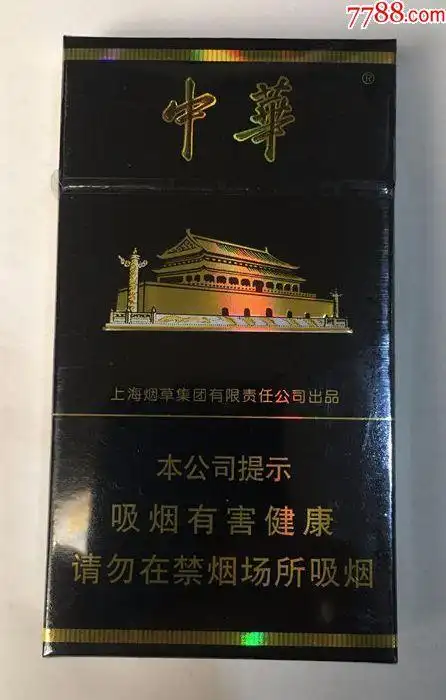 7788.com
中華®
上海烟草集团有限责任公司出品
本公司提示
吸烟有害健康
请勿在禁烟场所吸烟